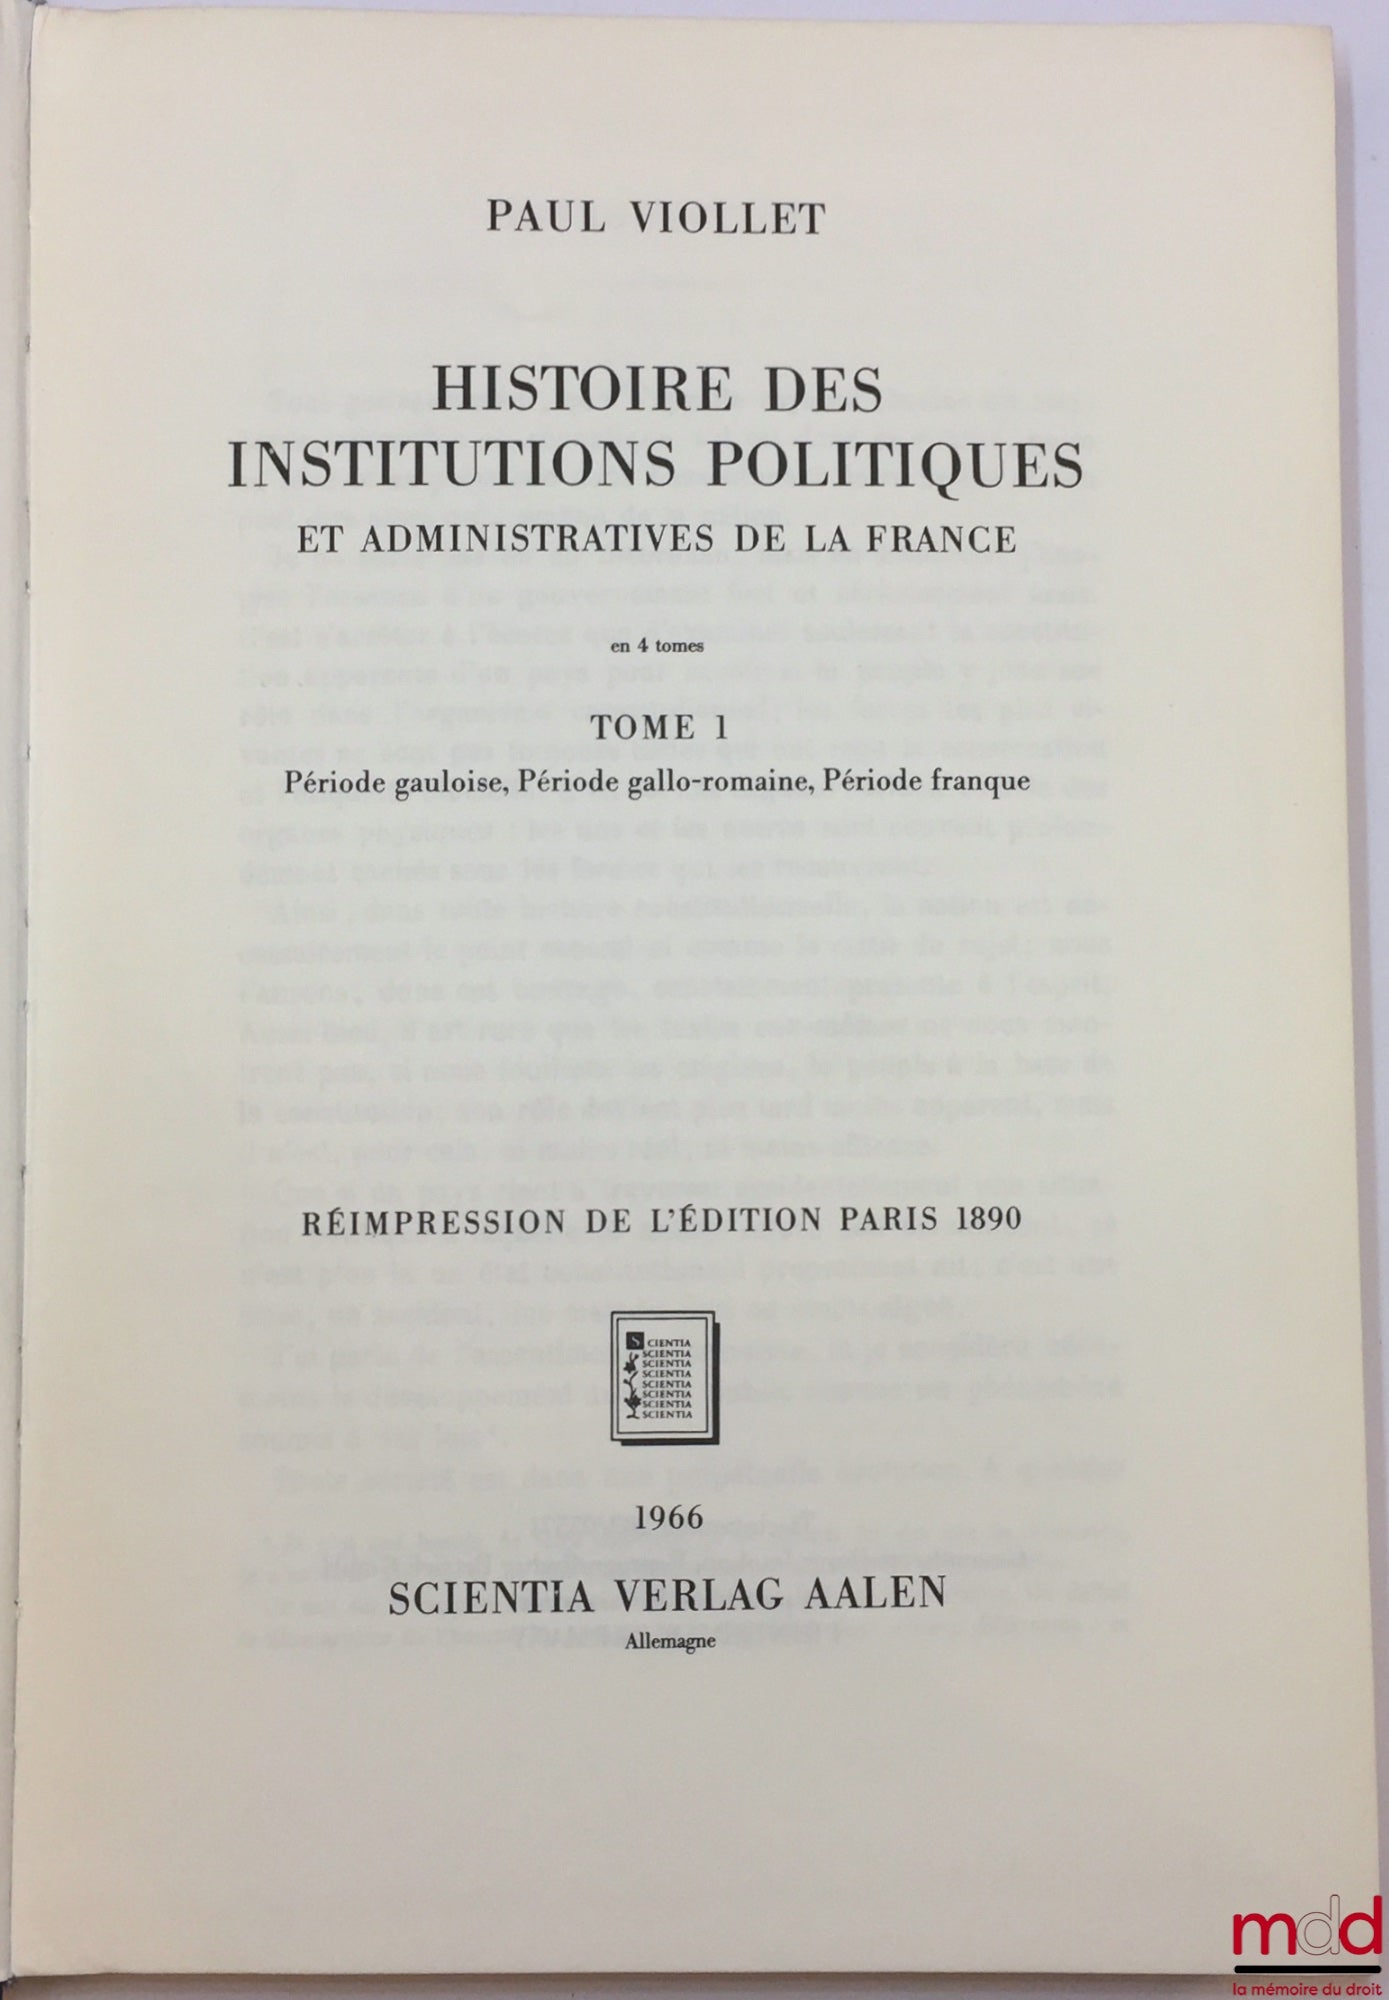 PAUL VIOLLET
HISTOIRE DES
INSTITUTIONS POLITIQUES
ET ADMINISTRATIVES DE LA FRANCE
en 4 tomes
TOME 1
Période gauloise, Période gallo-romaine, Période franque
RÉIMPRESSION DE L'ÉDITION PARIS 1890
SCIENTIA
SCIENTIA
SCIENTIA
SCIENTIA
SCIENTIA
SCIENTIA
SCIENTIA
SCIENTIA
1966
SCIENTIA VERLAG AALEN
Allemagne
mdd
la mémoire du droit